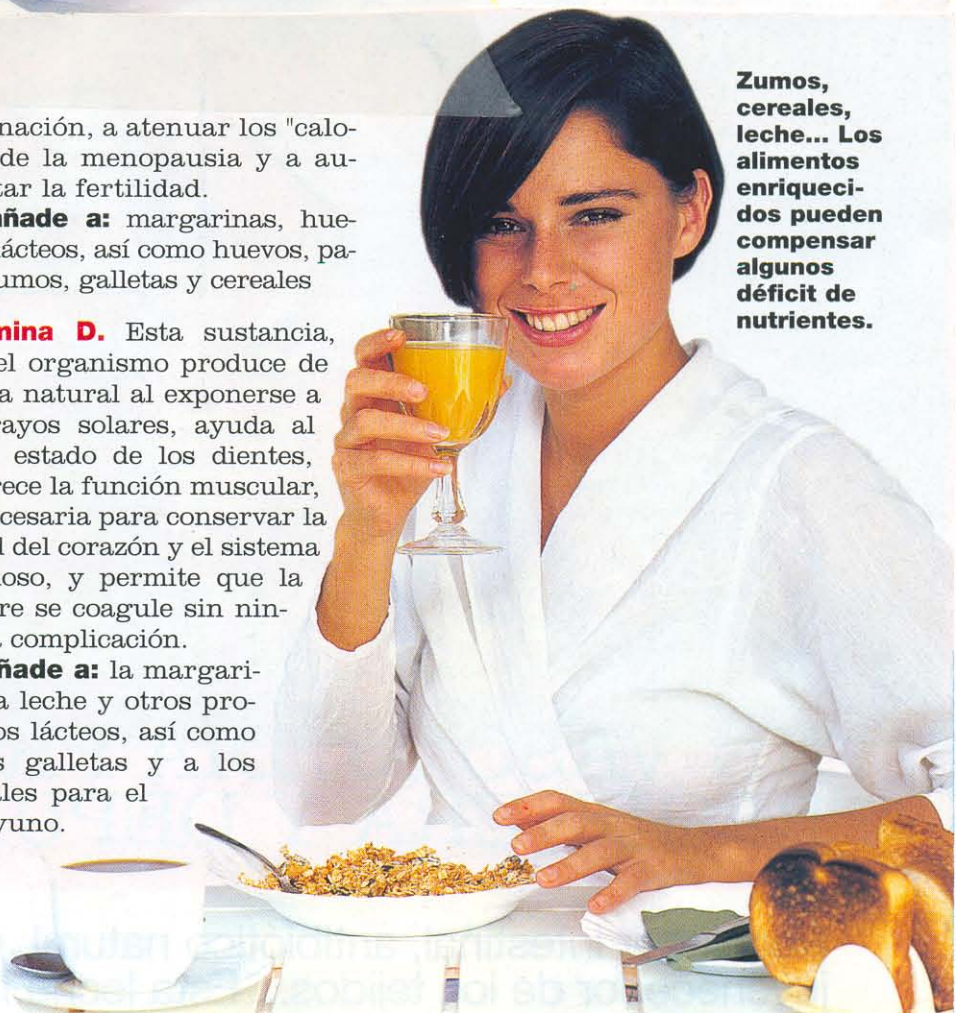 nación, a atenuar los "calo-
de la menopausia y a au-
tar la fertilidad.
ñade a: margarinas, hue-
lácteos, así como huevos, pa-
umos, galletas y cereales
mina D. Esta sustancia,
el organismo produce de
a natural al exponerse a
rayos solares, ayuda al
estado de los dientes,
rece la función muscular,
cesaria para conservar la
d del corazón y el sistema
ioso, y permite que la
re se coagule sin nin-
a complicación.
ñade a: la margari-
a leche y otros pro-
os lácteos, así como
s galletas y a los
ales para el
yuno.
Zumos,
cereales,
leche... Los
alimentos
enriqueci-
dos pueden
compensar
algunos
déficit de
nutrientes.